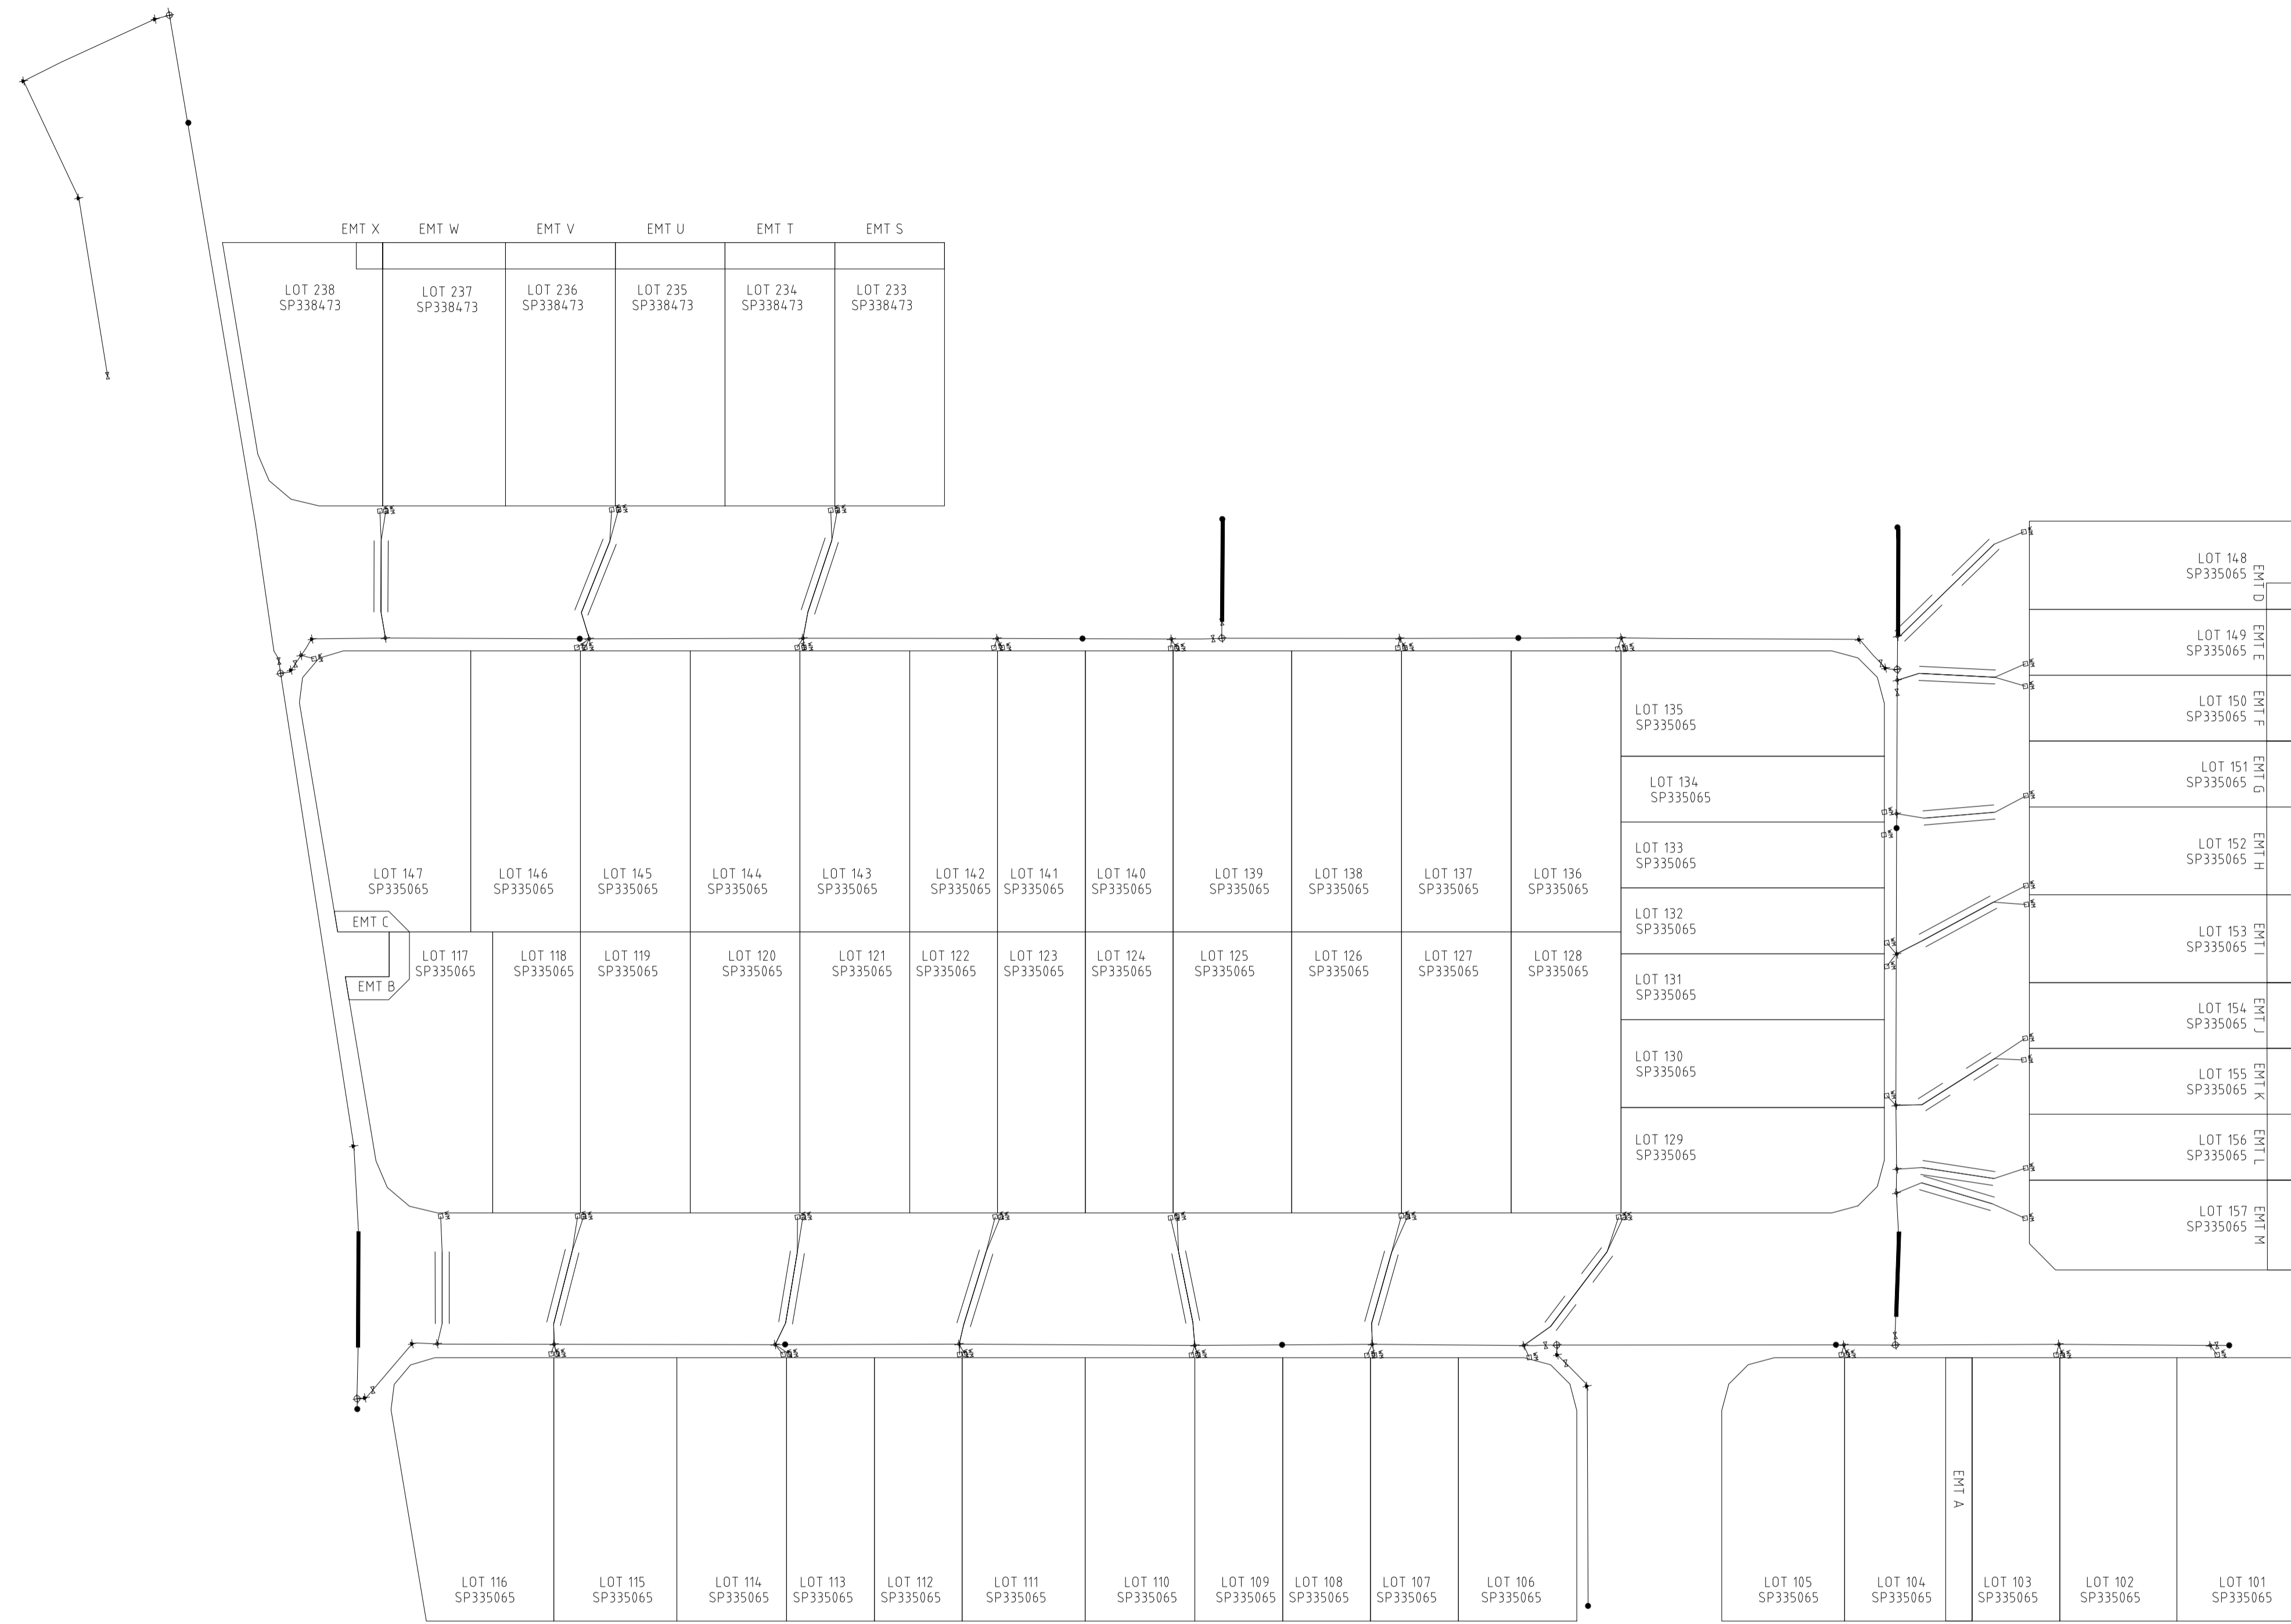 EMT X
EMT W
EMT V
EMT U
EMT T
EMT S
LOT 238
SP338473
LOT 237
SP338473
LOT 236
SP338473
LOT 235
SP338473
LOT 234
SP338473
LOT 233
SP338473
LOT 148
SP335065
EMT D
LOT 149
SP335065
EMT E
LOT 150
SP335065
EMT F
LOT 151
SP335065
EMT G
LOT 152
SP335065
EMT H
LOT 153
SP335065
EMT I
LOT 154
SP335065
EMT J
LOT 155
SP335065
EMT K
LOT 156
SP335065
EMT L
LOT 157
SP335065
EMT M
LOT 135
SP335065
LOT 134
SP335065
LOT 133
SP335065
LOT 132
SP335065
LOT 131
SP335065
LOT 130
SP335065
LOT 129
SP335065
LOT 147
SP335065
LOT 146
SP335065
LOT 145
SP335065
LOT 144
SP335065
LOT 143
SP335065
LOT 142
SP335065
LOT 141
SP335065
LOT 140
SP335065
LOT 139
SP335065
LOT 138
SP335065
LOT 137
SP335065
LOT 136
SP335065
EMT C
EMT B
LOT 117
SP335065
LOT 118
SP335065
LOT 119
SP335065
LOT 120
SP335065
LOT 121
SP335065
LOT 122
SP335065
LOT 123
SP335065
LOT 124
SP335065
LOT 125
SP335065
LOT 126
SP335065
LOT 127
SP335065
LOT 128
SP335065
LOT 116
SP335065
LOT 115
SP335065
LOT 114
SP335065
LOT 113
SP335065
LOT 112
SP335065
LOT 111
SP335065
LOT 110
SP335065
LOT 109
SP335065
LOT 108
SP335065
LOT 107
SP335065
LOT 106
SP335065
LOT 105
SP335065
LOT 104
SP335065
EMT A
LOT 103
SP335065
LOT 102
SP335065
LOT 101
SP335065